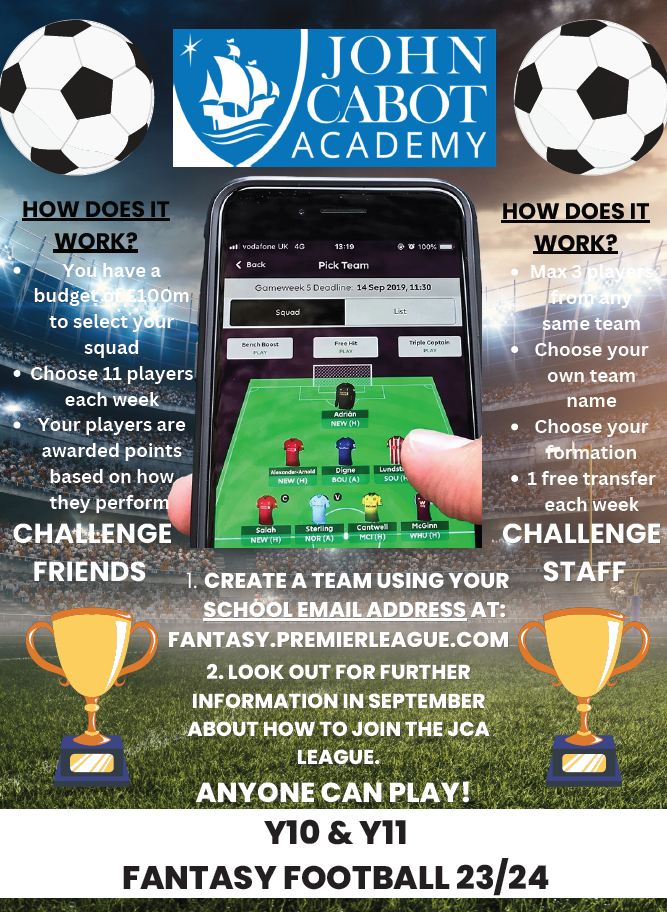 JOHN
CABOT
ACADEMY
HOW DOES IT
WORK?
You have a
budget of £100m
to select your
squad
Choose 11 players
each week
Your players are
awarded points
based on how
they perform
CHALLENGE
FRIENDS
vodafone UK 4G 13:19 100%
Back Pick Team
Gameweek 5 Deadline: 14 Sep 2019, 11:30
Squad List
Bench Boost Free Hit Triple Captain
PLAY PLAY PLAY
Adrián
NEW (H)
Alexander-Arnold Digne Lundst
NEW (H) BOU (A) SOU (H
C V
Salah Sterling Cantwell McGinn
NEW (H) NOR (A) MCI (H) WHU (H)
HOW DOES IT
WORK?
Max 3 players
from any
same team
Choose your
own team
name
Choose your
formation
1 free transfer
each week
CHALLENGE
STAFF
1. CREATE A TEAM USING YOUR
SCHOOL EMAIL ADDRESS AT:
FANTASY.PREMIERLEAGUE.COM
2. LOOK OUT FOR FURTHER
INFORMATION IN SEPTEMBER
ABOUT HOW TO JOIN THE JCA
LEAGUE.
ANYONE CAN PLAY!
Y10 & Y11
FANTASY FOOTBALL 23/24